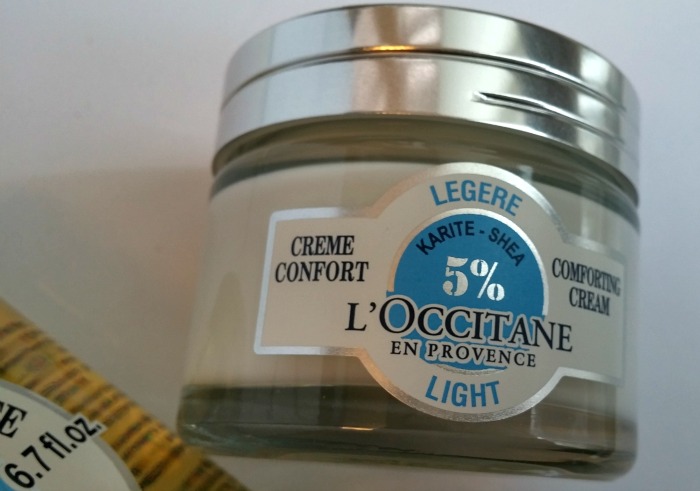 LEGERE
KARITE - SHEA
5%
CREME
CONFORT
COMFORTING
CREAM
L'OCCITANE
EN PROVENCE
LIGHT
6.7 fl.oz.